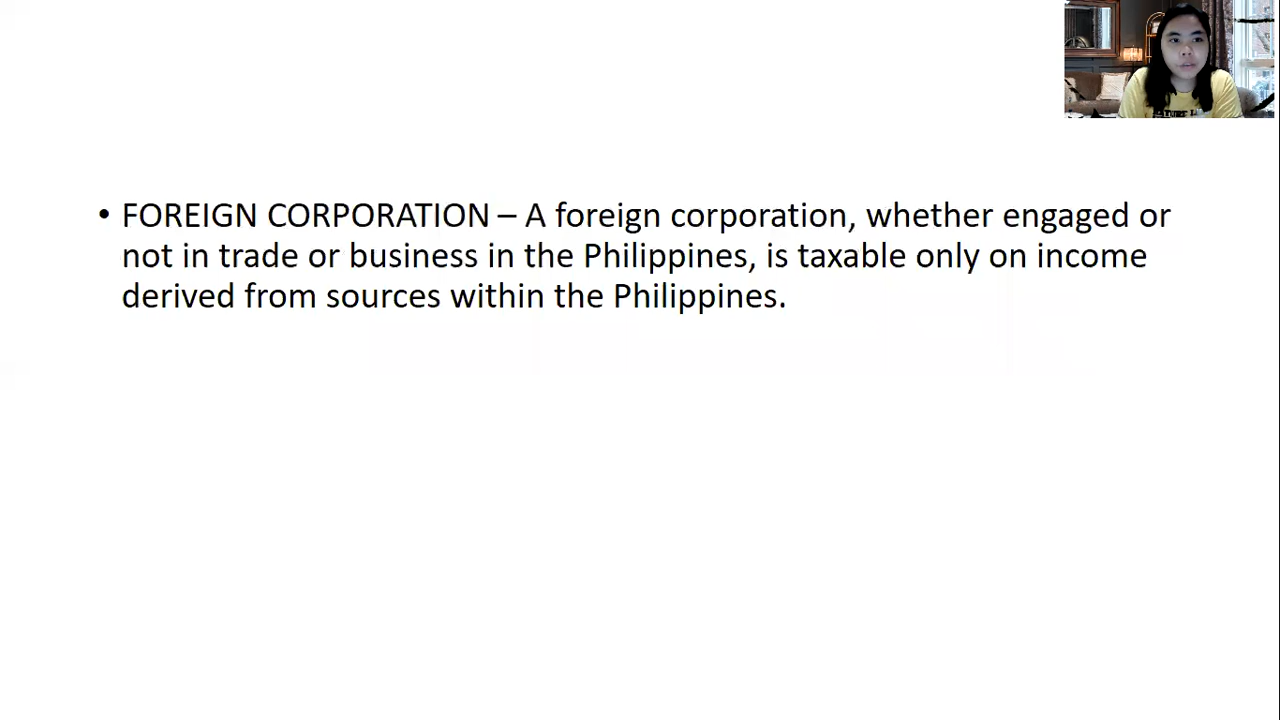 • FOREIGN CORPORATION – A foreign corporation, whether engaged or
not in trade or business in the Philippines, is taxable only on income
derived from sources within the Philippines.